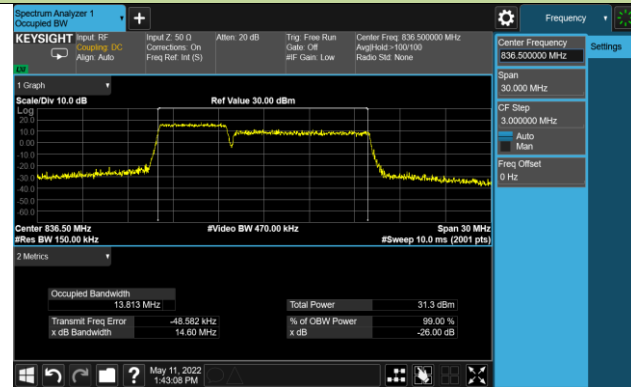 Spectrum Analyzer 1
Occupied BW
Frequency
KEYSIGHT
Input: RF
Coupling: DC
Align: Auto
Input Z: 50 Ω
Corrections: On
Freq Ref: Int (S)
Atten: 20 dB
Trig: Free Run
Gate: Off
#IF Gain: Low
Center Freq: 836.500000 MHz
Avg|Hold:>100/100
Radio Std: None
LXI
Center Frequency
836.500000 MHz
Settings
Span
30.000 MHz
CF Step
3.000000 MHz
Auto
Man
Freq Offset
0 Hz
1 Graph
Scale/Div 10.0 dB
Ref Value 30.00 dBm
Log
20.0
10.0
0.00
-10.0
-20.0
-30.0
-40.0
-50.0
-60.0
Center 836.50 MHz
#Video BW 470.00 kHz
Span 30 MHz
#Res BW 150.00 kHz
#Sweep 10.0 ms (2001 pts)
2 Metrics
Occupied Bandwidth
13.813 MHz
Total Power
31.3 dBm
Transmit Freq Error
-48.582 kHz
% of OBW Power
99.00 %
x dB Bandwidth
14.60 MHz
x dB
-26.00 dB
May 11, 2022
1:43:08 PM